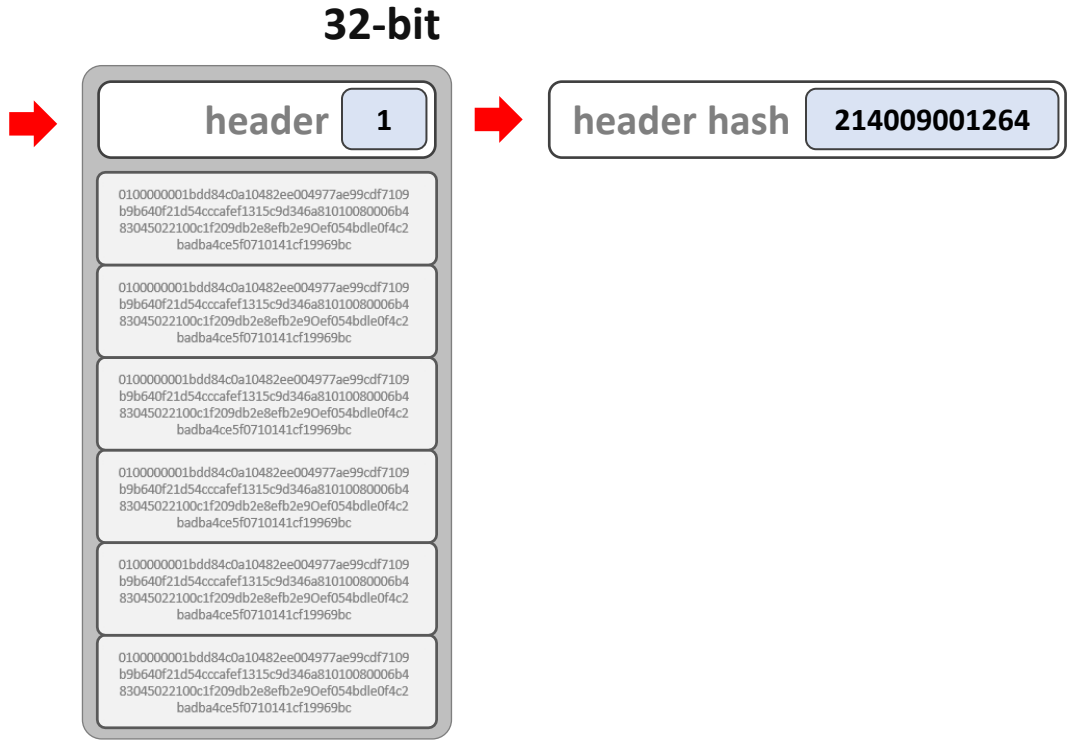 32-bit
header 1
header hash 214009001264
0100000001bdd84c0a10482ee004977ae99cdf7109
b9b640f21d54cccafef1315c9d346a81010080006b4
83045022100c1f209db2e8efb2e9Oef054bdle0f4c2
badba4ce5f0710141cf19969bc
0100000001bdd84c0a10482ee004977ae99cdf7109
b9b640f21d54cccafef1315c9d346a81010080006b4
83045022100c1f209db2e8efb2e9Oef054bdle0f4c2
badba4ce5f0710141cf19969bc
0100000001bdd84c0a10482ee004977ae99cdf7109
b9b640f21d54cccafef1315c9d346a81010080006b4
83045022100c1f209db2e8efb2e9Oef054bdle0f4c2
badba4ce5f0710141cf19969bc
0100000001bdd84c0a10482ee004977ae99cdf7109
b9b640f21d54cccafef1315c9d346a81010080006b4
83045022100c1f209db2e8efb2e9Oef054bdle0f4c2
badba4ce5f0710141cf19969bc
0100000001bdd84c0a10482ee004977ae99cdf7109
b9b640f21d54cccafef1315c9d346a81010080006b4
83045022100c1f209db2e8efb2e9Oef054bdle0f4c2
badba4ce5f0710141cf19969bc
0100000001bdd84c0a10482ee004977ae99cdf7109
b9b640f21d54cccafef1315c9d346a81010080006b4
83045022100c1f209db2e8efb2e9Oef054bdle0f4c2
badba4ce5f0710141cf19969bc